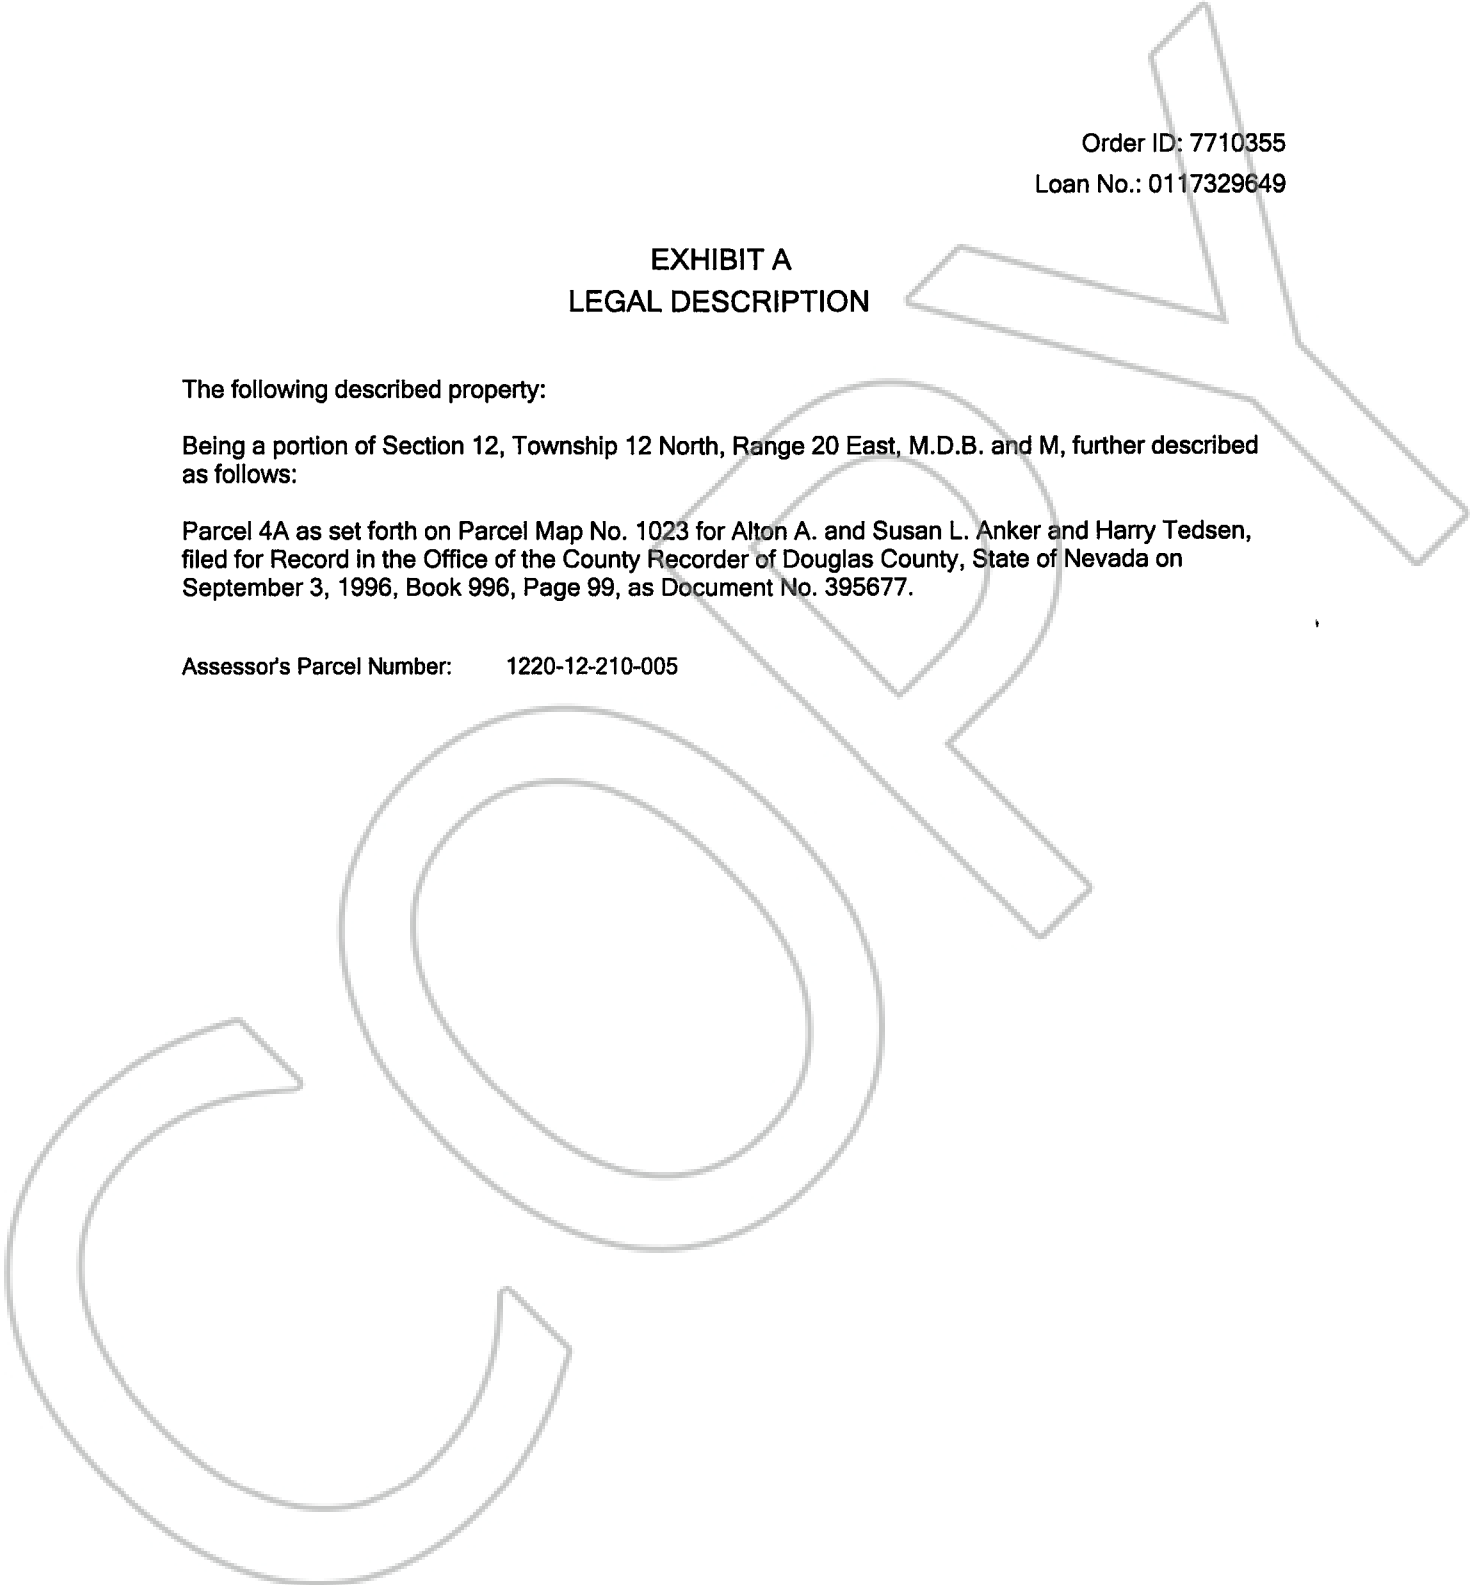 Order ID: 7710355
Loan No.: 0117329649
EXHIBIT A
LEGAL DESCRIPTION
The following described property:
Being a portion of Section 12, Township 12 North, Range 20 East, M.D.B. and M, further described
as follows:
Parcel 4A as set forth on Parcel Map No. 1023 for Alton A. and Susan L. Anker and Harry Tedsen,
filed for Record in the Office of the County Recorder of Douglas County, State of Nevada on
September 3, 1996, Book 996, Page 99, as Document No. 395677.
Assessor's Parcel Number: 1220-12-210-005
COPY